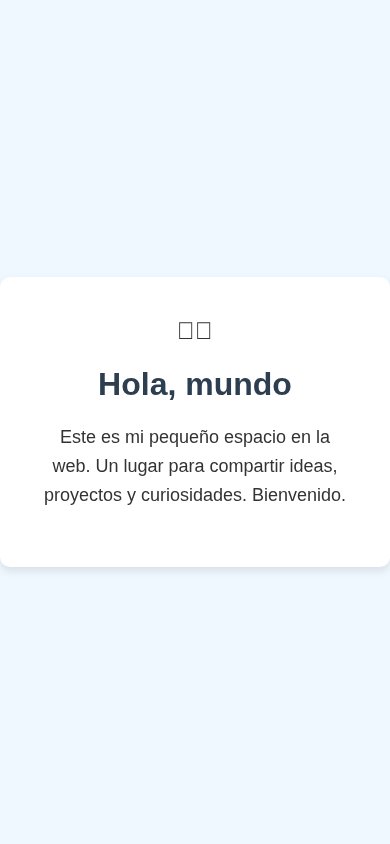 Hola, mundo
Este es mi pequeño espacio en la
web. Un lugar para compartir ideas,
proyectos y curiosidades. Bienvenido.